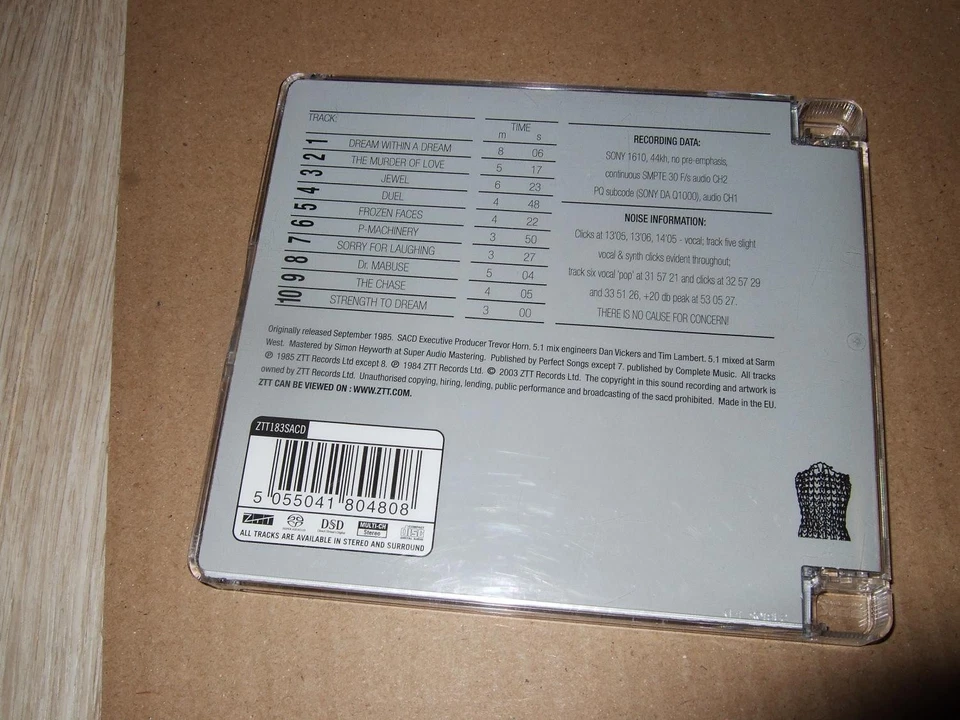 TRACK: TIME
m s
1 DREAM WITHIN A DREAM 8 06
2 THE MURDER OF LOVE 5 17
3 JEWEL 6 23
4 DUEL 4 48
5 FROZEN FACES 4 22
6 P-MACHINERY 3 50
7 SORRY FOR LAUGHING 3 27
8 Dr. MABUSE 5 04
9 THE CHASE 4 05
10 STRENGTH TO DREAM 3 00
RECORDING DATA:
SONY 1610, 44kh, no pre-emphasis,
continuous SMPTE 30 F/s audio CH2
PQ subcode (SONY DA Q1000), audio CH1
NOISE INFORMATION:
Clicks at 13'05, 13'06, 14'05 - vocal; track five slight
vocal & synth clicks evident throughout;
track six vocal 'pop' at 31 57 21 and clicks at 32 57 29
and 33 51 26, +20 db peak at 53 05 27.
THERE IS NO CAUSE FOR CONCERN!
Originally released September 1985. SACD Executive Producer Trevor Horn. 5.1 mix engineers Dan Vickers and Tim Lambert. 5.1 mixed at Sarm
West. Mastered by Simon Heyworth at Super Audio Mastering. Published by Perfect Songs except 7. published by Complete Music. All tracks
℗ 1985 ZTT Records Ltd except 8. ℗ 1984 ZTT Records Ltd. © 2003 ZTT Records Ltd. The copyright in this sound recording and artwork is
owned by ZTT Records Ltd. Unauthorised copying, hiring, lending, public performance and broadcasting of the sacd prohibited. Made in the EU.
ZTT CAN BE VIEWED ON : WWW.ZTT.COM.
ZTT183SACD
5 055041 804808
ZTT DSD MULTI-CH Stereo
ALL TRACKS ARE AVAILABLE IN STEREO AND SURROUND